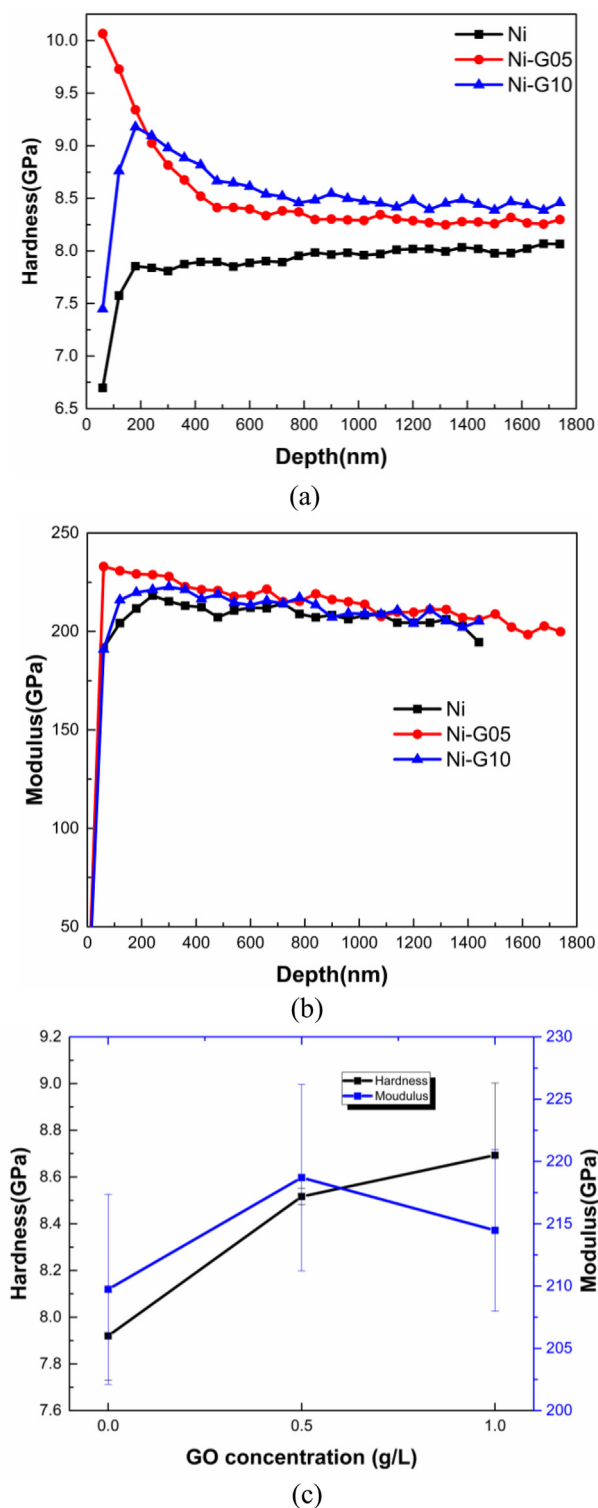 10.0
9.5
9.0
8.5
8.0
7.5
7.0
6.5
Hardness(GPa)
Ni
Ni-G05
Ni-G10
0 200 400 600 800 1000 1200 1400 1600 1800
Depth(nm)
(a)
250
200
150
100
50
Modulus(GPa)
Ni
Ni-G05
Ni-G10
0 200 400 600 800 1000 1200 1400 1600 1800
Depth(nm)
(b)
9.2
9.0
8.8
8.6
8.4
8.2
8.0
7.8
7.6
Hardness(GPa)
Hardness
Moudulus
230
225
220
215
210
205
200
Modulus(GPa)
0.0 0.5 1.0
GO concentration (g/L)
(c)